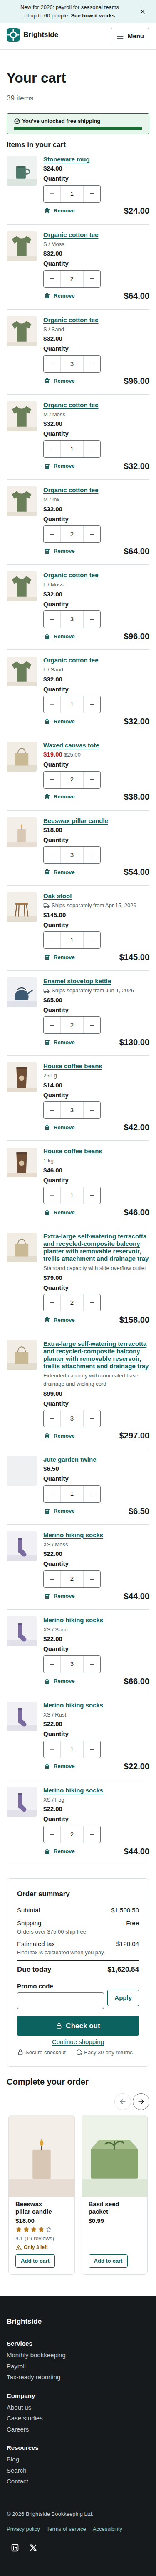 New for 2026: payroll for seasonal teams
of up to 60 people. See how it works
Brightside
Menu
Your cart
39 items
You've unlocked free shipping
Items in your cart
Stoneware mug
$24.00
Quantity
1
Remove
$24.00
Organic cotton tee
S / Moss
$32.00
Quantity
2
Remove
$64.00
Organic cotton tee
S / Sand
$32.00
Quantity
3
Remove
$96.00
Organic cotton tee
M / Moss
$32.00
Quantity
1
Remove
$32.00
Organic cotton tee
M / Ink
$32.00
Quantity
2
Remove
$64.00
Organic cotton tee
L / Moss
$32.00
Quantity
3
Remove
$96.00
Organic cotton tee
L / Sand
$32.00
Quantity
1
Remove
$32.00
Waxed canvas tote
$19.00 $25.00
Quantity
2
Remove
$38.00
Beeswax pillar candle
$18.00
Quantity
3
Remove
$54.00
Oak stool
Ships separately from Apr 15, 2026
$145.00
Quantity
1
Remove
$145.00
Enamel stovetop kettle
Ships separately from Jun 1, 2026
$65.00
Quantity
2
Remove
$130.00
House coffee beans
250 g
$14.00
Quantity
3
Remove
$42.00
House coffee beans
1 kg
$46.00
Quantity
1
Remove
$46.00
Extra-large self-watering terracotta
and recycled-composite balcony
planter with removable reservoir,
trellis attachment and drainage tray
Standard capacity with side overflow outlet
$79.00
Quantity
2
Remove
$158.00
Extra-large self-watering terracotta
and recycled-composite balcony
planter with removable reservoir,
trellis attachment and drainage tray
Extended capacity with concealed base
drainage and wicking cord
$99.00
Quantity
3
Remove
$297.00
Jute garden twine
$6.50
Quantity
1
Remove
$6.50
Merino hiking socks
XS / Moss
$22.00
Quantity
2
Remove
$44.00
Merino hiking socks
XS / Sand
$22.00
Quantity
3
Remove
$66.00
Merino hiking socks
XS / Rust
$22.00
Quantity
1
Remove
$22.00
Merino hiking socks
XS / Fog
$22.00
Quantity
2
Remove
$44.00
Order summary
Subtotal $1,500.50
Shipping Free
Orders over $75.00 ship free
Estimated tax $120.04
Final tax is calculated when you pay.
Due today $1,620.54
Promo code
Apply
Check out
Continue shopping
Secure checkout Easy 30-day returns
Complete your order
Beeswax
pillar candle
$18.00
4.1 (19 reviews)
Only 3 left
Add to cart
Basil seed
packet
$0.99
Add to cart
Brightside
Services
Monthly bookkeeping
Payroll
Tax-ready reporting
Company
About us
Case studies
Careers
Resources
Blog
Search
Contact
© 2026 Brightside Bookkeeping Ltd.
Privacy policy Terms of service Accessibility